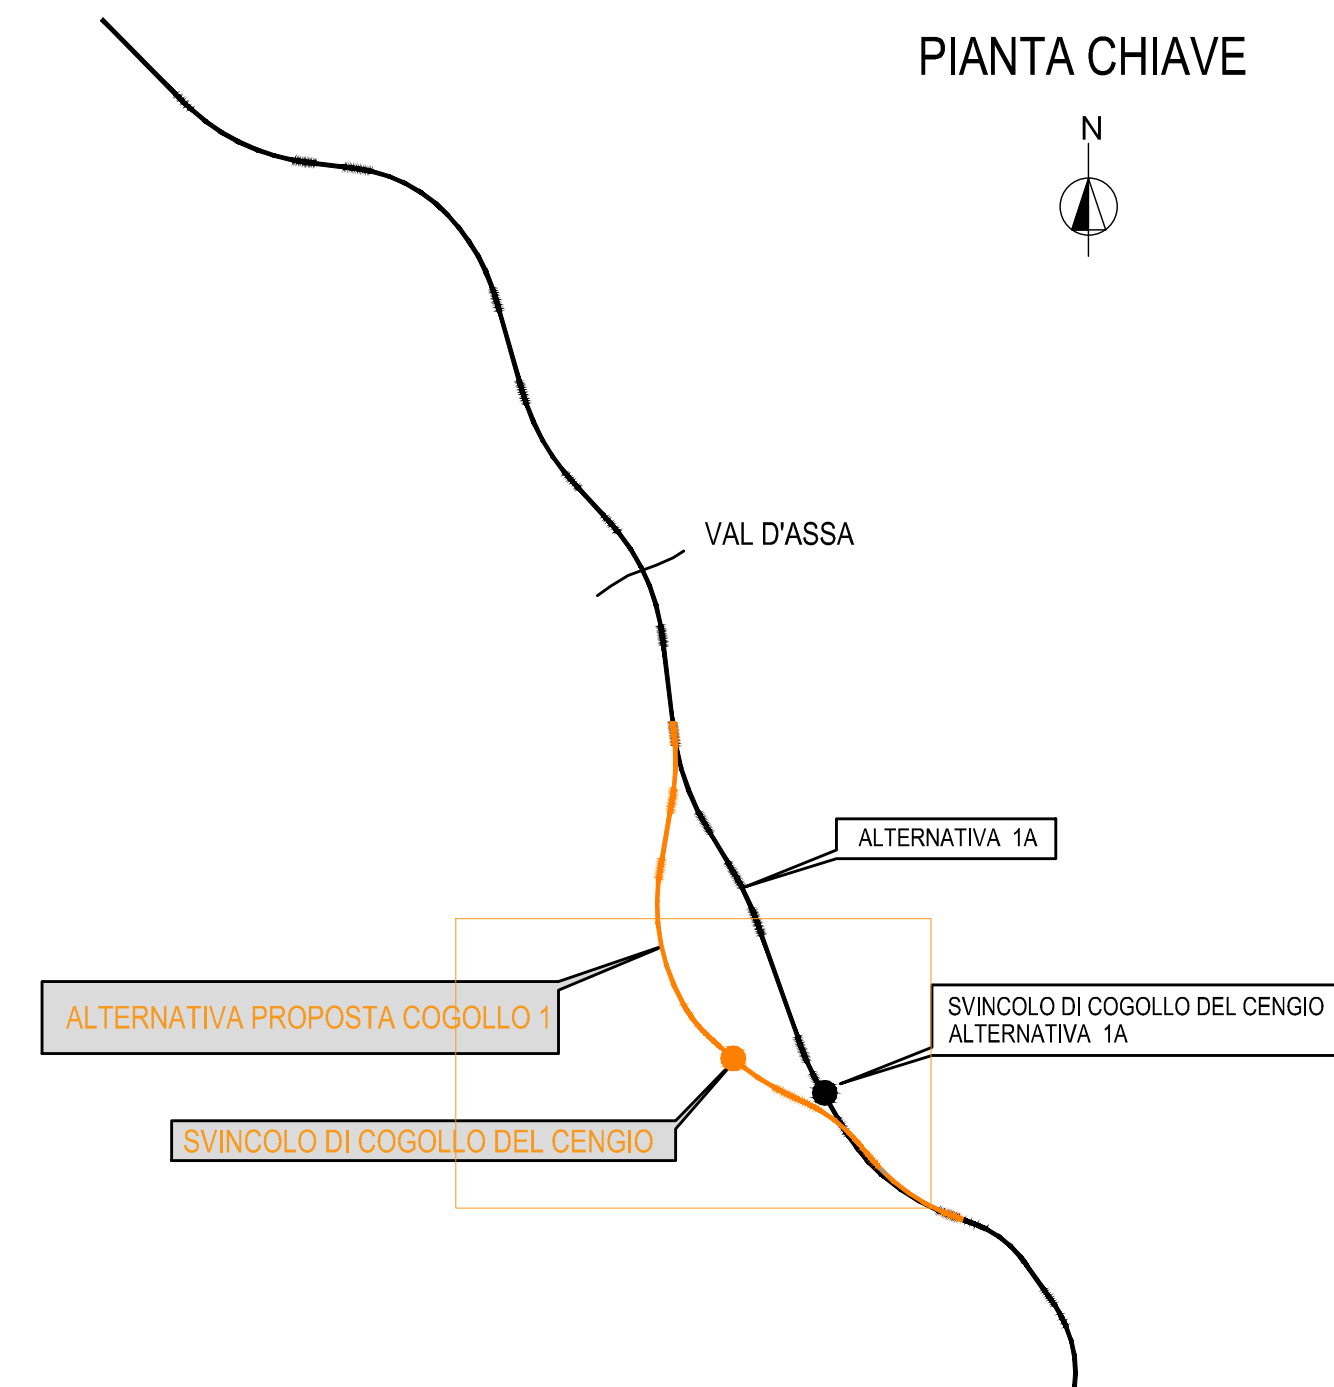 PIANTA CHIAVE
N
VAL D'ASSA
ALTERNATIVA 1A
ALTERNATIVA PROPOSTA COGOLLO 1
SVINCOLO DI COGOLLO DEL CENGIO
ALTERNATIVA 1A
SVINCOLO DI COGOLLO DEL CENGIO